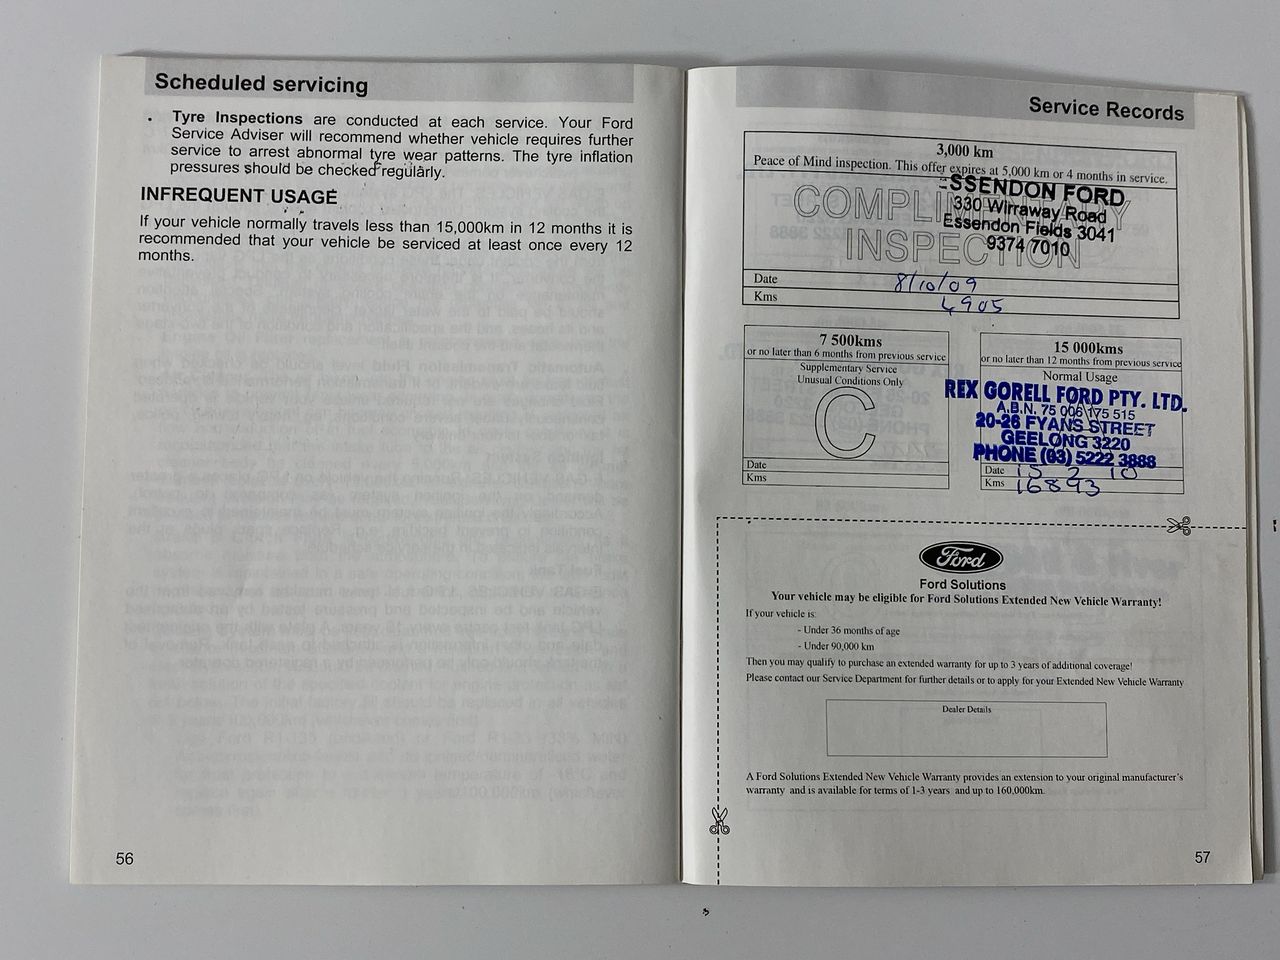 Scheduled servicing
. Tyre Inspections are conducted at each service. Your Ford
Service Adviser will recommend whether vehicle requires further
service to arrest abnormal tyre wear patterns. The tyre inflation
pressures should be checked regularly.
INFREQUENT USAGE
If your vehicle normally travels less than 15,000km in 12 months it is
recommended that your vehicle be serviced at least once every 12
months.
56
Service Records
3,000 km
Peace of Mind inspection. This offer expires at 5,000 km or 4 months in service.
COMPLIMENTARY
INSPECTION
ESSENDON FORD
330 Wirraway Road
Essendon Fields 3041
9374 7010
Date 8/10/09
Kms 4905
7 500kms
or no later than 6 months from previous service
Supplementary Service
Unusual Conditions Only
C
Date
Kms
15 000kms
or no later than 12 months from previous service
Normal Usage
REX GORELL FORD PTY. LTD.
A.B.N. 75 006 175 515
20-26 FYANS STREET
GEELONG 3220
PHONE (03) 5222 3888
Date 15 2 10
Kms 16893
Ford
Ford Solutions
Your vehicle may be eligible for Ford Solutions Extended New Vehicle Warranty!
If your vehicle is:
- Under 36 months of age
- Under 90,000 km
Then you may qualify to purchase an extended warranty for up to 3 years of additional coverage!
Please contact our Service Department for further details or to apply for your Extended New Vehicle Warranty
Dealer Details
A Ford Solutions Extended New Vehicle Warranty provides an extension to your original manufacturer's
warranty and is available for terms of 1-3 years and up to 160,000km.
57